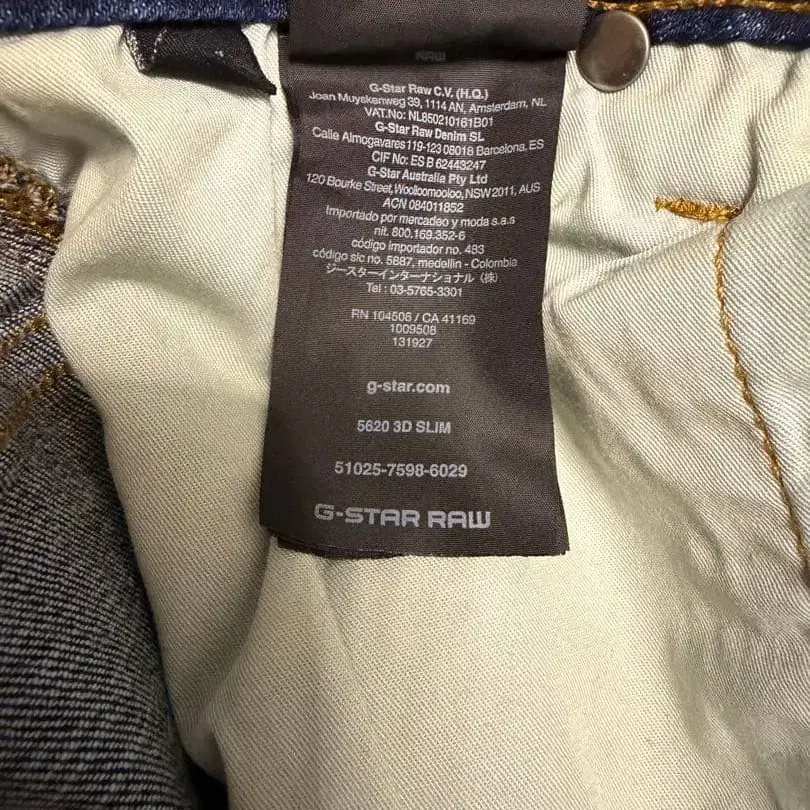 RAW
G-Star Raw C.V. (H.Q.)
Joan Muyskenweg 39, 1114 AN, Amsterdam, NL
VAT.No: NL850210161B01
G-Star Raw Denim SL
Calle Almogavares 119-123 08018 Barcelona, ES
CIF No: ES B 62443247
G-Star Australia Pty Ltd
120 Bourke Street, Woolloomooloo, NSW 2011, AUS
ACN 084011852
Importado por mercadeo y moda s.a.s
nit. 800.169.352-6
código importador no. 483
código sic no. 5887, medellin - Colombia
ジースターインターナショナル（株）
Tel : 03-5765-3301
RN 104506 / CA 41169
1009508
131927
g-star.com
5620 3D SLIM
51025-7598-6029
G-STAR RAW